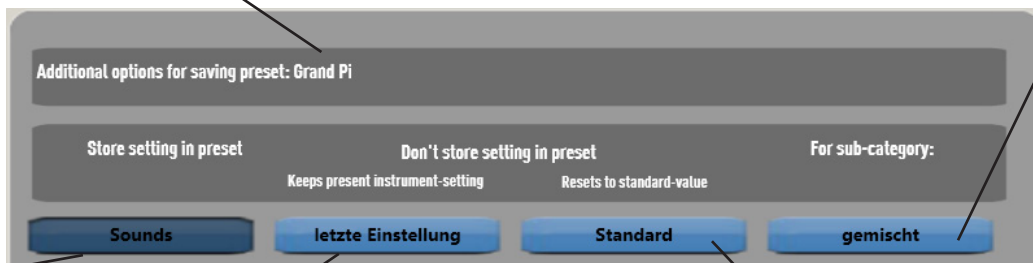 Additional options for saving preset: Grand Pi
Store setting in preset
Don't store setting in preset
For sub-category:
Keeps present instrument-setting
Resets to standard-value
Sounds
letzte Einstellung
Standard
gemischt